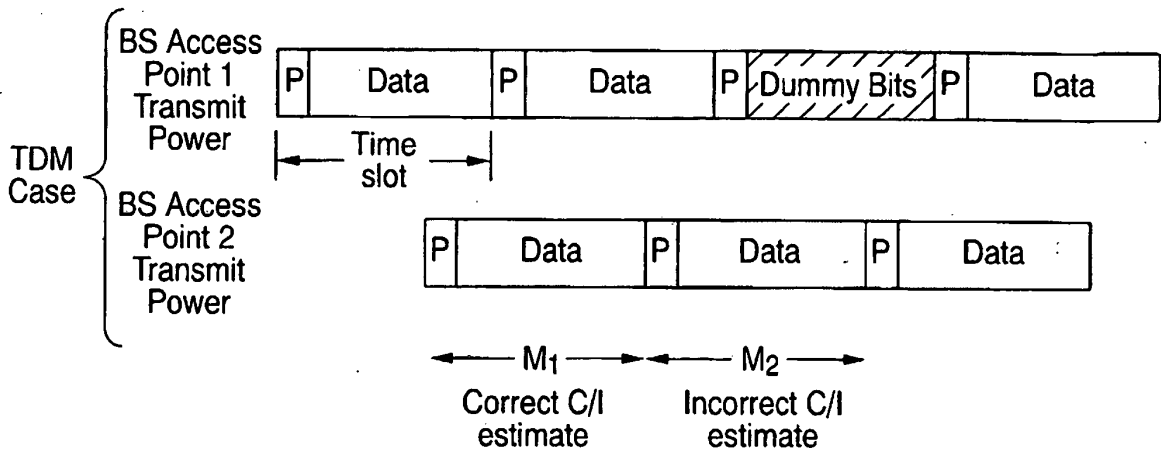 TDM
Case
BS Access
Point 1
Transmit
Power
P Data P Data P Dummy Bits P Data
Time
slot
BS Access
Point 2
Transmit
Power
P Data P Data P Data
M1 M2
Correct C/I
estimate
Incorrect C/I
estimate